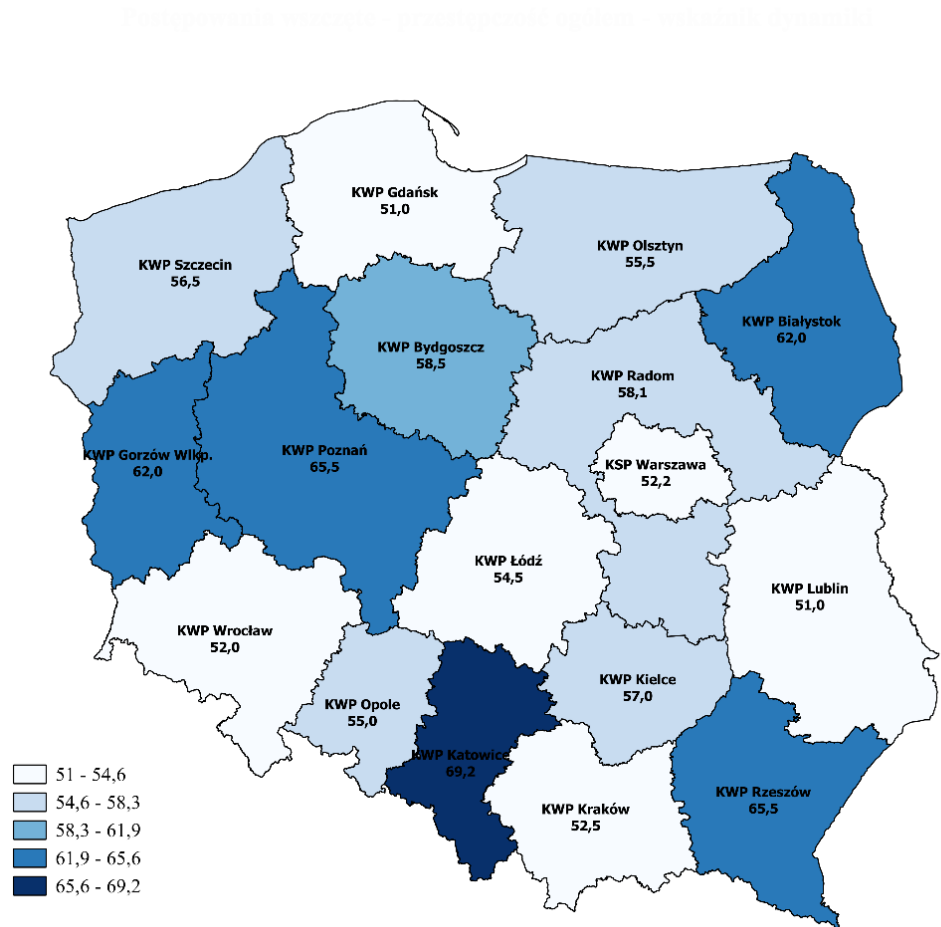 KWP Gdańsk
51,0
KWP Olsztyn
55,5
KWP Szczecin
56,5
KWP Białystok
62,0
KWP Bydgoszcz
58,5
KWP Radom
58,1
KWP Gorzów Wlkp.
62,0
KWP Poznań
65,5
KSP Warszawa
52,2
KWP Łódź
54,5
KWP Lublin
51,0
KWP Wrocław
52,0
KWP Kielce
57,0
KWP Opole
55,0
KWP Katowice
69,2
KWP Rzeszów
65,5
KWP Kraków
52,5
51 - 54,6
54,6 - 58,3
58,3 - 61,9
61,9 - 65,6
65,6 - 69,2